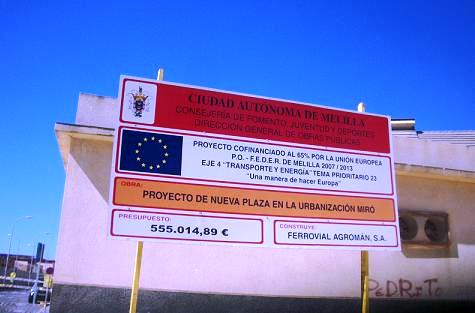 CIUDAD AUTÓNOMA DE MELILLA
CONSEJERÍA DE FOMENTO, JUVENTUD Y DEPORTES
DIRECCIÓN GENERAL DE OBRAS PÚBLICAS
PROYECTO COFINANCIADO AL 65% POR LA UNIÓN EUROPEA
P.O. - F.E.D.E.R. DE MELILLA 2007 / 2013
EJE 4 "TRANSPORTE Y ENERGÍA" TEMA PRIORITARIO 23
"Una manera de hacer Europa"
OBRA:
PROYECTO DE NUEVA PLAZA EN LA URBANIZACIÓN MIRÓ
PRESUPUESTO:
555.014,89 €
CONSTRUYE:
FERROVIAL AGROMÁN, S.A.
PEDRITO